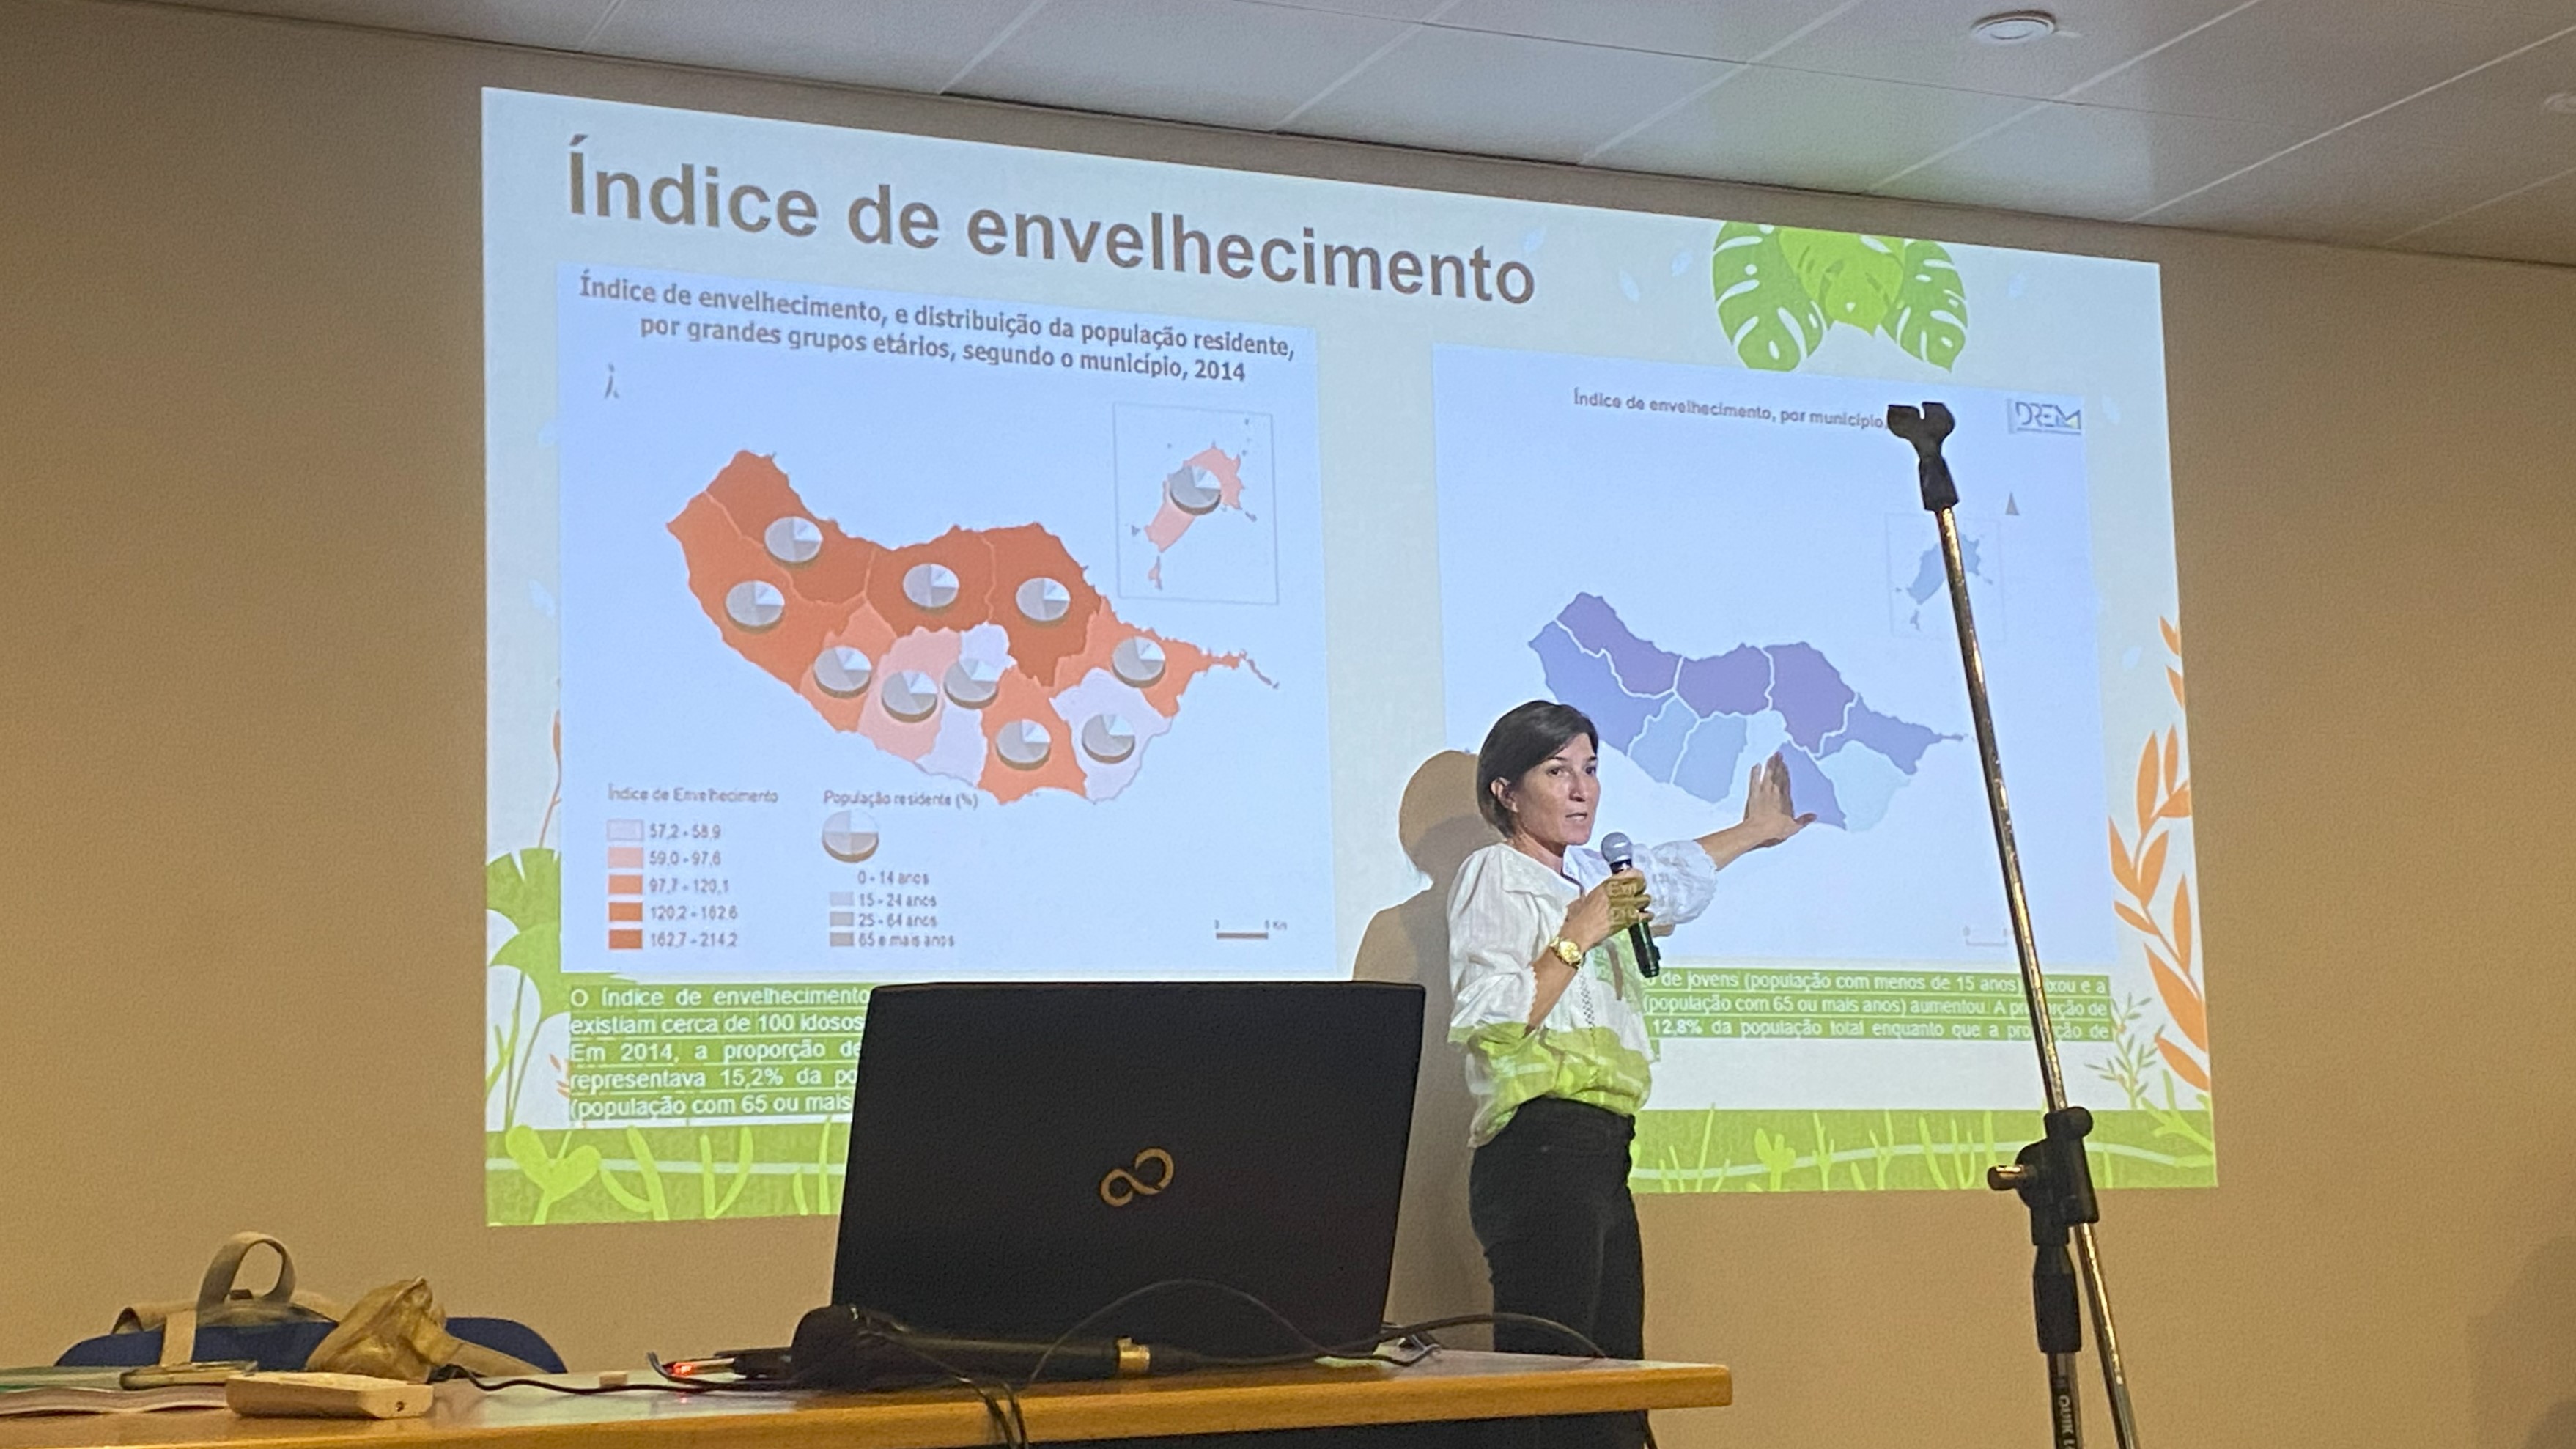 Índice de envelhecimento
Índice de envelhecimento, e distribuição da população residente,
por grandes grupos etários, segundo o município, 2014
Índice de Envelhecimento
57,2 - 58,9
59,0 - 97,6
97,7 - 120,1
120,2 - 162,6
162,7 - 214,2
População residente (%)
0 - 14 anos
15 - 24 anos
25 - 64 anos
65 e mais anos
Índice de envelhecimento, por município,
DREM
O Índice de envelhecimento
existiam cerca de 100 idosos
Em 2014, a proporção de
representava 15,2% da
(população com 65 ou mais
de jovens (população com menos de 15 anos) e a
(população com 65 ou mais anos) aumentou. A de
12,8% da população total enquanto que a de